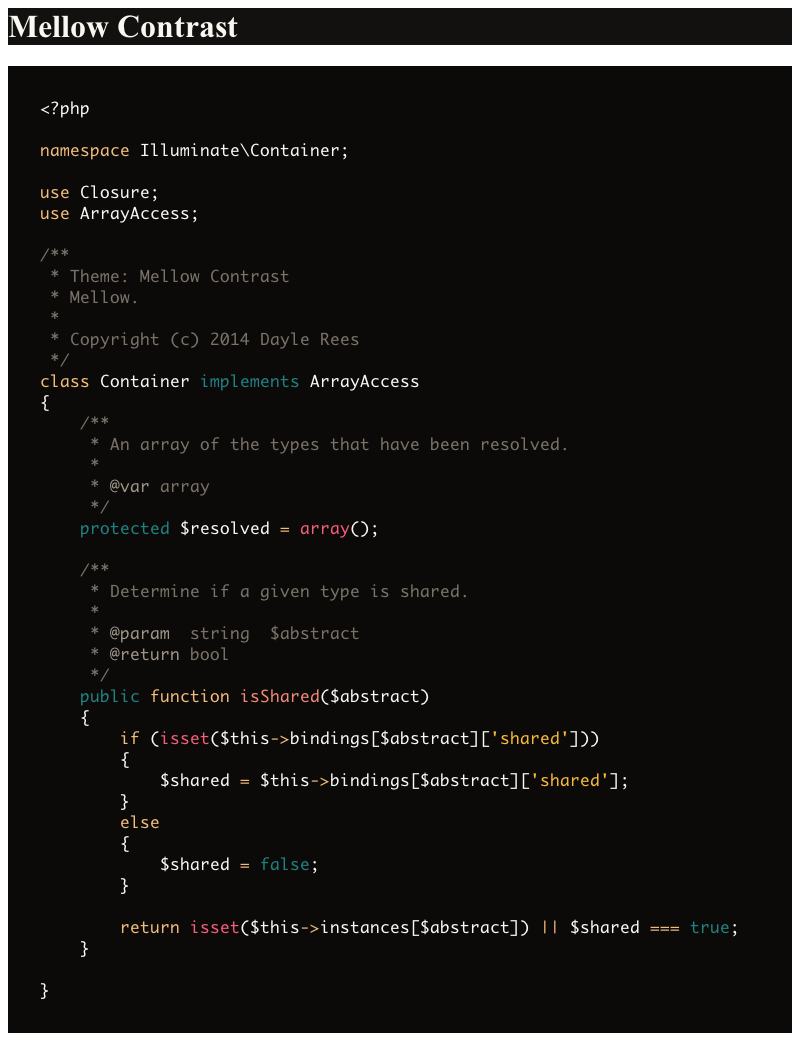 Mellow Contrast
<?php
namespace Illuminate\Container;
use Closure;
use ArrayAccess;
/**
 * Theme: Mellow Contrast
 * Mellow.
 *
 * Copyright (c) 2014 Dayle Rees
 */
class Container implements ArrayAccess
{
    /**
     * An array of the types that have been resolved.
     *
     * @var array
     */
    protected $resolved = array();
    /**
     * Determine if a given type is shared.
     *
     * @param  string  $abstract
     * @return bool
     */
    public function isShared($abstract)
    {
        if (isset($this->bindings[$abstract]['shared']))
        {
            $shared = $this->bindings[$abstract]['shared'];
        }
        else
        {
            $shared = false;
        }
        return isset($this->instances[$abstract]) || $shared === true;
    }
}